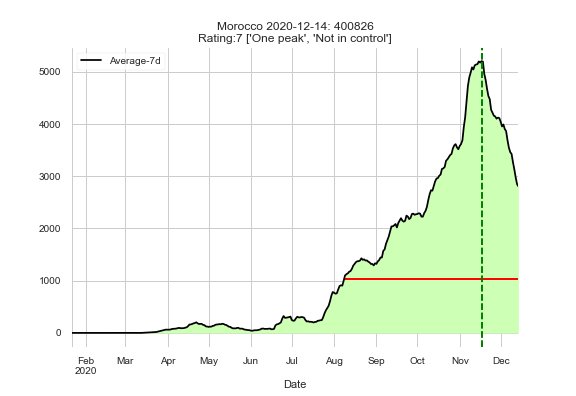 Morocco 2020-12-14: 400826
Rating:7 ['One peak', 'Not in control']
Average-7d
5000
4000
3000
2000
1000
0
Feb Mar Apr May Jun Jul Aug Sep Oct Nov Dec
2020
Date